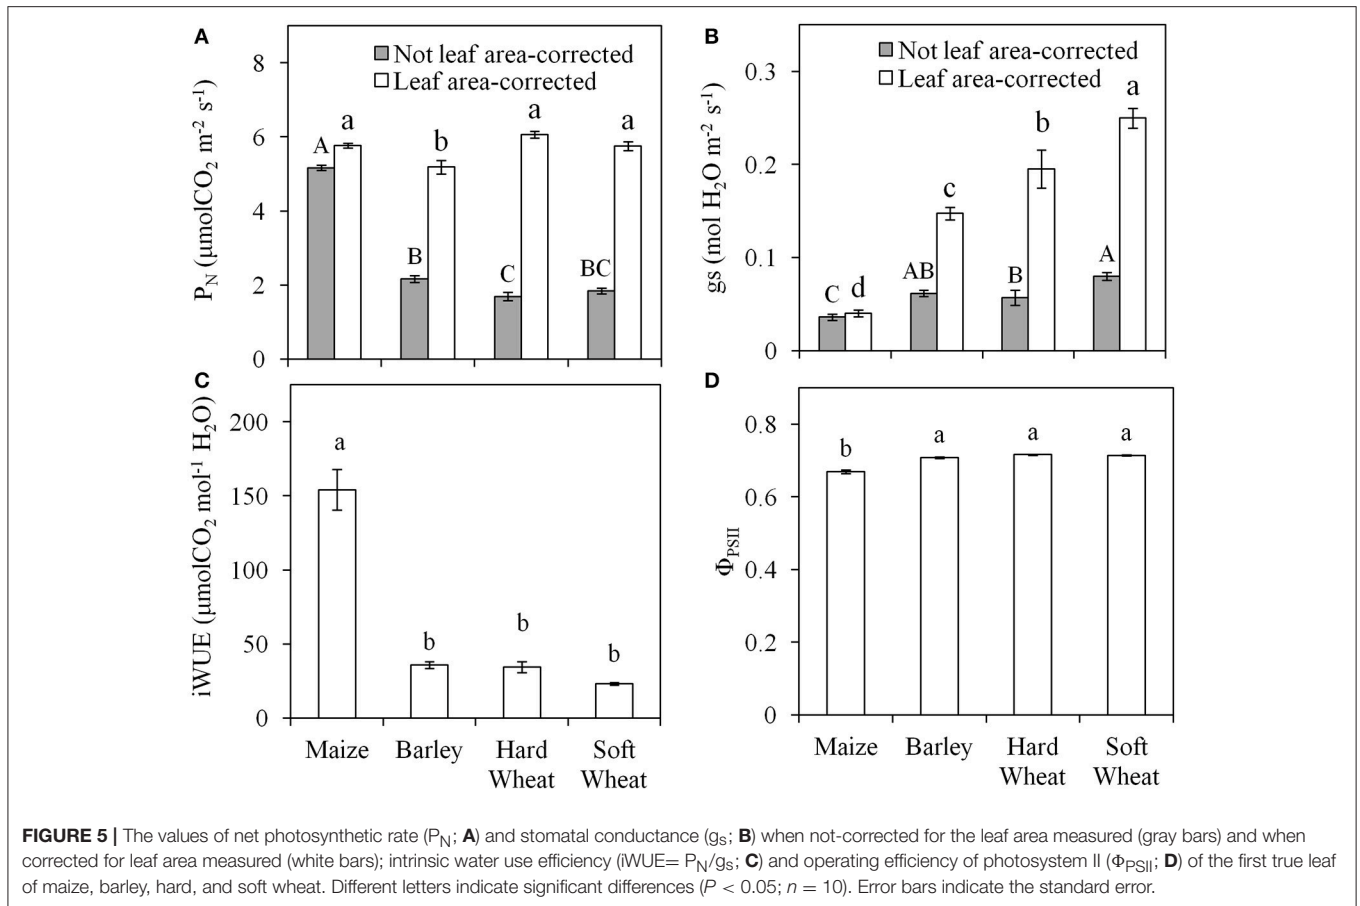 A
Not leaf area-corrected
Leaf area-corrected
8
6
4
2
0
P_N (μmolCO₂ m⁻² s⁻¹)
A
a
B
b
C
a
BC
a
B
Not leaf area-corrected
Leaf area-corrected
0.3
0.2
0.1
0
gs (mol H₂O m⁻² s⁻¹)
C
d
AB
c
B
b
A
a
C
200
150
100
50
0
iWUE (μmolCO₂ mol⁻¹ H₂O)
a
b
b
b
Maize Barley Hard Soft
Wheat Wheat
D
0.8
0.6
0.4
0.2
0
Φ_PSII
b
a
a
a
Maize Barley Hard Soft
Wheat Wheat
FIGURE 5 | The values of net photosynthetic rate (P_N; A) and stomatal conductance (g_s; B) when not-corrected for the leaf area measured (gray bars) and when
corrected for leaf area measured (white bars); intrinsic water use efficiency (iWUE= P_N/g_s; C) and operating efficiency of photosystem II (Φ_PSII; D) of the first true leaf
of maize, barley, hard, and soft wheat. Different letters indicate significant differences (P < 0.05; n = 10). Error bars indicate the standard error.